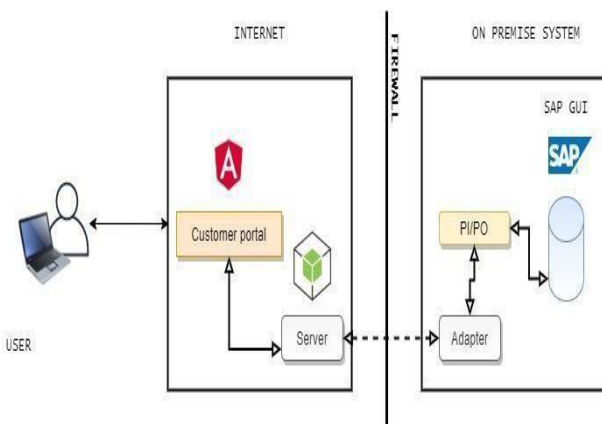 INTERNET
FIREWALL
ON PREMISE SYSTEM
SAP GUI
A
SAP
Customer portal
PI/PO
Server
Adapter
USER